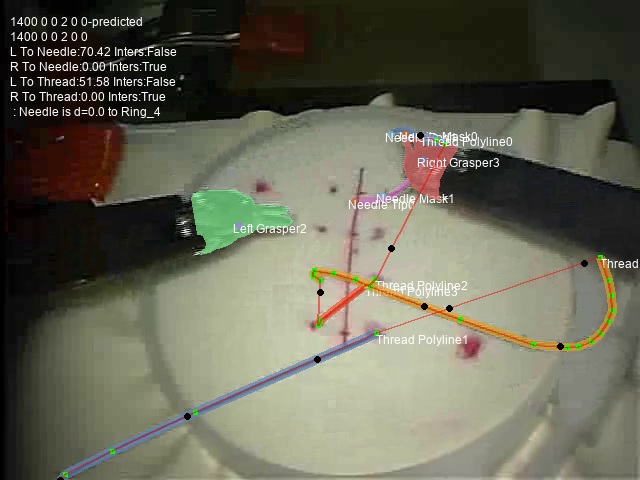 1400 0 0 2 0 0-predicted
1400 0 0 2 0 0
L To Needle:70.42 Inters:False
R To Needle:0.00 Inters:True
L To Thread:51.58 Inters:False
R To Thread:0.00 Inters:True
: Needle is d=0.0 to Ring_4
Thread Polyline0
Right Grasper3
Needle Mask1
Needle Tip
Left Grasper2
Thread
Thread Polyline2
Polyline3
Thread Polyline1